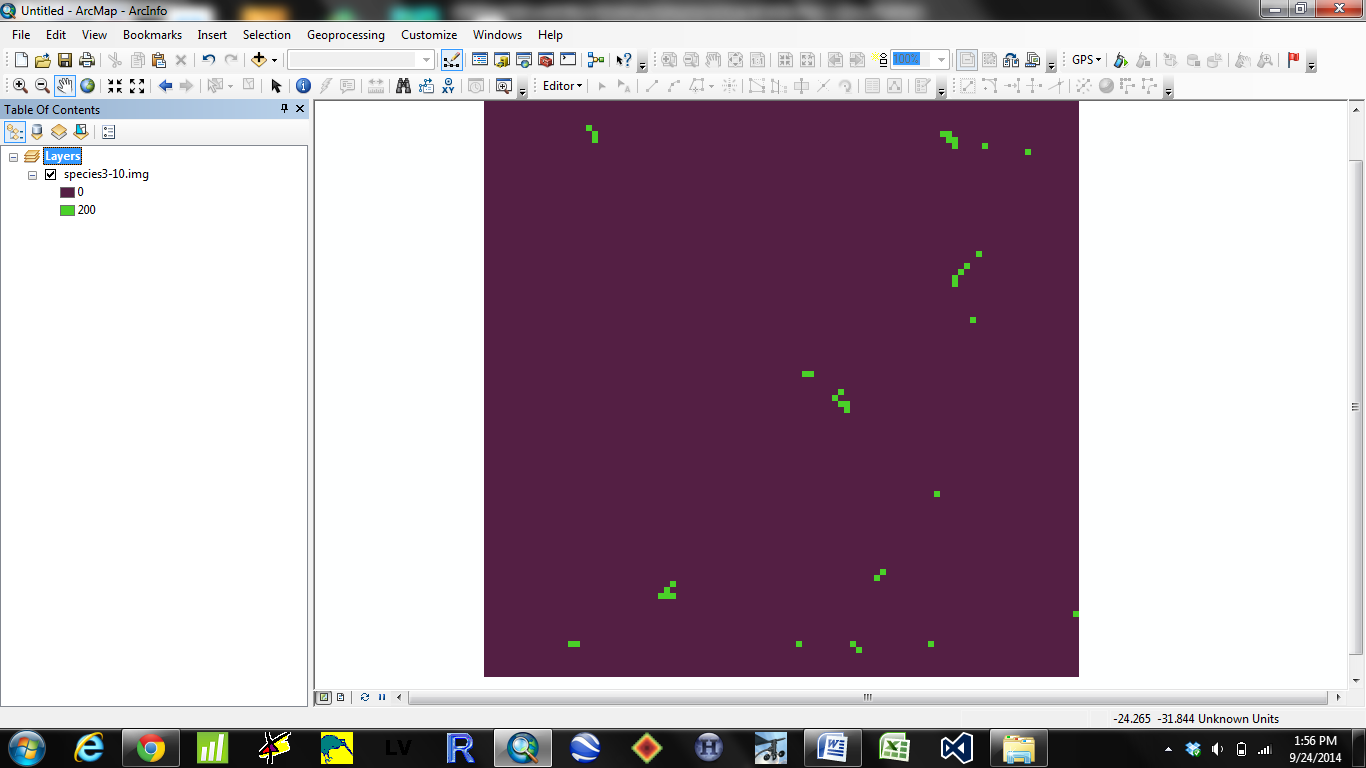 Untitled - ArcMap - ArcInfo
File Edit View Bookmarks Insert Selection Geoprocessing Customize Windows Help
100%
GPS
Editor
Table Of Contents
Layers
species3-10.img
0
200
-24.265 -31.844 Unknown Units
LV
R
H
W
X
1:56 PM
9/24/2014